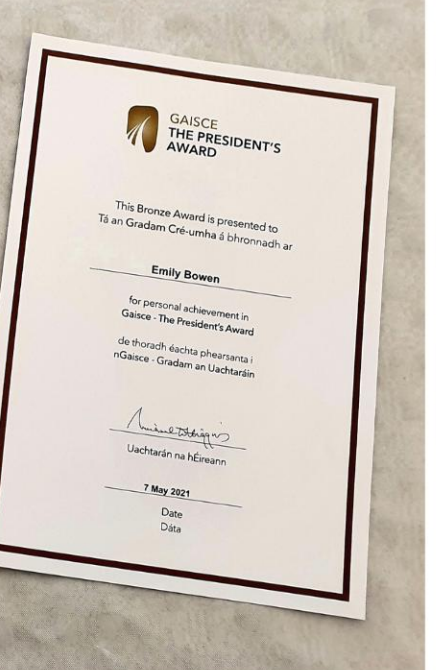 GAISCE
THE PRESIDENT'S
AWARD
This Bronze Award is presented to
Tá an Gradam Cré-umha á bhronnadh ar
Emily Bowen
for personal achievement in
Gaisce - The President's Award
de thoradh éachta phearsanta i
nGaisce - Gradam an Uachtaráin
Uachtarán na hÉireann
7 May 2021
Date
Dáta